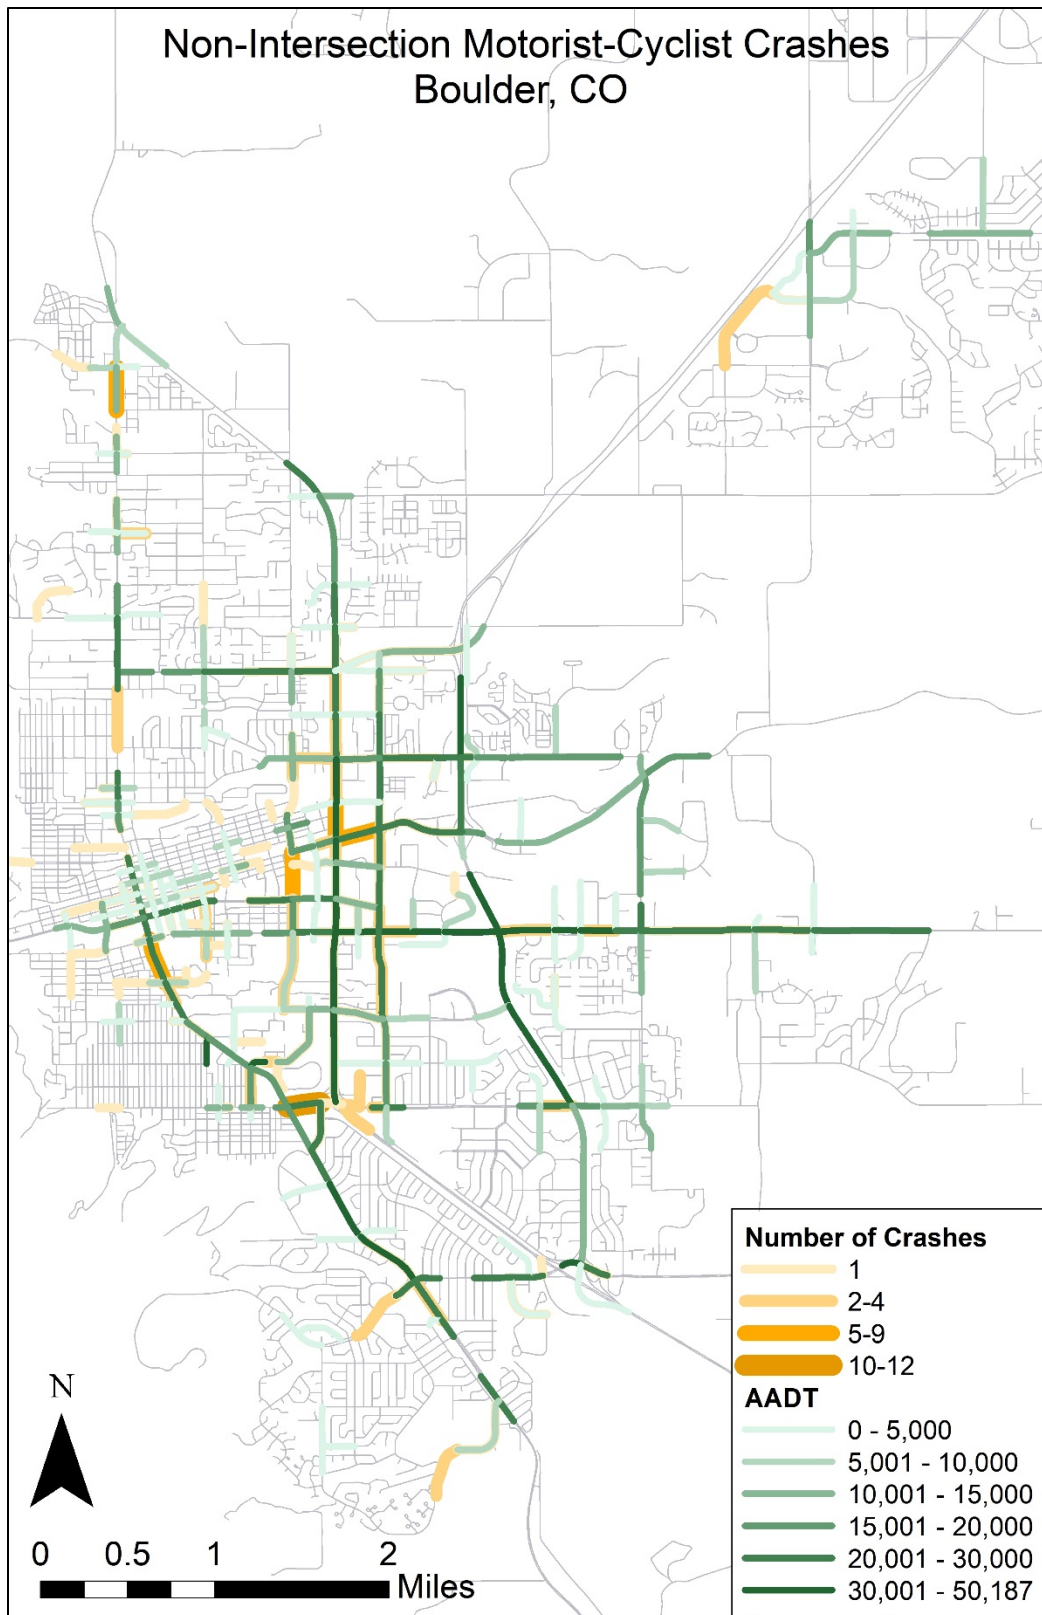 Non-Intersection Motorist-Cyclist Crashes
Boulder, CO
Number of Crashes
1
2-4
5-9
10-12
AADT
0 - 5,000
5,001 - 10,000
10,001 - 15,000
15,001 - 20,000
20,001 - 30,000
30,001 - 50,187
N
0 0.5 1 2
Miles